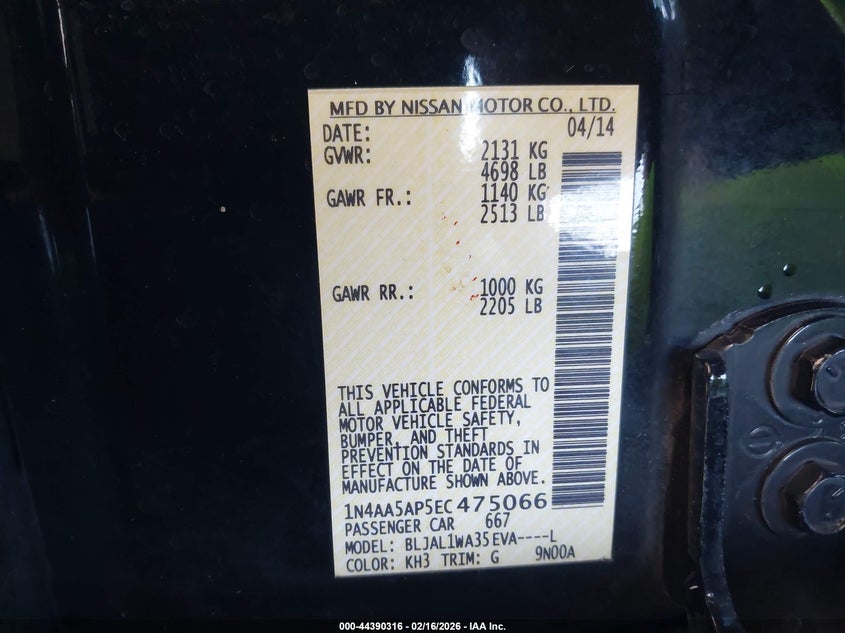 MFD BY NISSAN MOTOR CO., LTD.
DATE: 04/14
GVWR: 2131 KG
4698 LB
GAWR FR.: 1140 KG
2513 LB
GAWR RR.: 1000 KG
2205 LB
THIS VEHICLE CONFORMS TO
ALL APPLICABLE FEDERAL
MOTOR VEHICLE SAFETY,
BUMPER, AND THEFT
PREVENTION STANDARDS IN
EFFECT ON THE DATE OF
MANUFACTURE SHOWN ABOVE.
1N4AA5AP5EC475066
PASSENGER CAR 667
MODEL: BLJAL1WA35EVA----L
COLOR: KH3 TRIM: G 9N00A
000-44390316 - 02/16/2026 - IAA Inc.